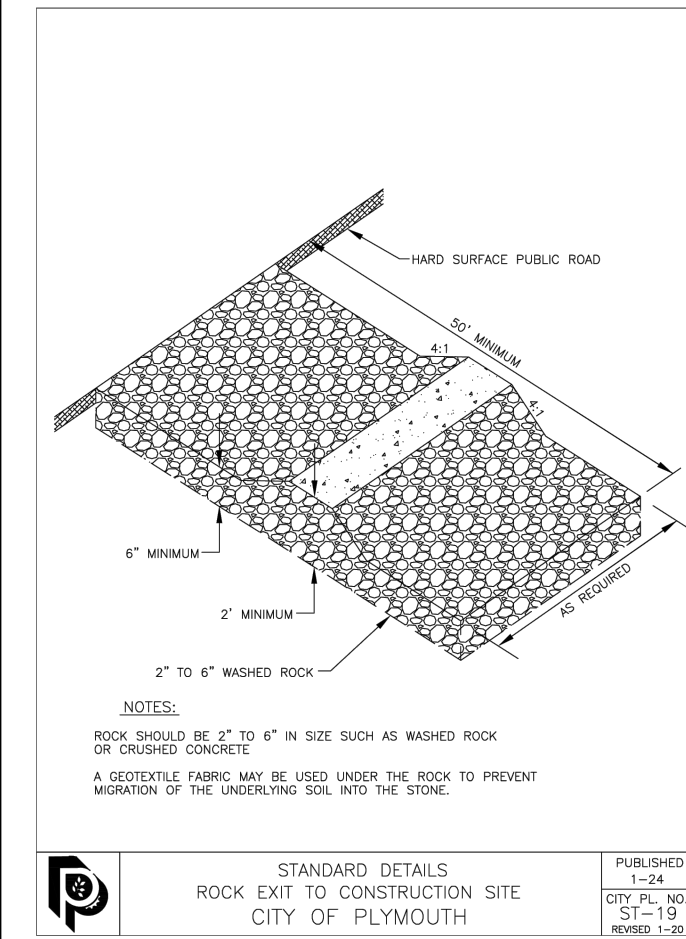 HARD SURFACE PUBLIC ROAD
50' MINIMUM
4:1
4:1
6" MINIMUM
2' MINIMUM
AS REQUIRED
2" TO 6" WASHED ROCK
NOTES:
ROCK SHOULD BE 2" TO 6" IN SIZE SUCH AS WASHED ROCK
OR CRUSHED CONCRETE
A GEOTEXTILE FABRIC MAY BE USED UNDER THE ROCK TO PREVENT
MIGRATION OF THE UNDERLYING SOIL INTO THE STONE.
STANDARD DETAILS
ROCK EXIT TO CONSTRUCTION SITE
CITY OF PLYMOUTH
PUBLISHED
1-24
CITY PL. NO.
ST-19
REVISED 1-20